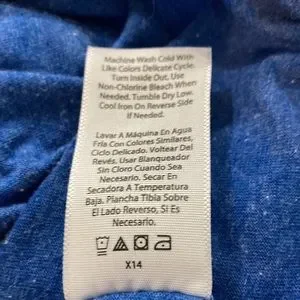 Machine Wash Cold With
Like Colors Delicate Cycle.
Turn Inside Out. Use
Non-Chlorine Bleach When
Needed. Tumble Dry Low.
Cool Iron On Reverse Side
If Needed.
Lavar A Máquina En Agua
Fría Con Colores Similares,
Ciclo Delicado. Voltear Del
Revés. Usar Blanqueador
Sin Cloro Cuando Sea
Necesario. Secar En
Secadora A Temperatura
Baja. Plancha Tibia Sobre
El Lado Reverso, Si Es
Necesario.
X14